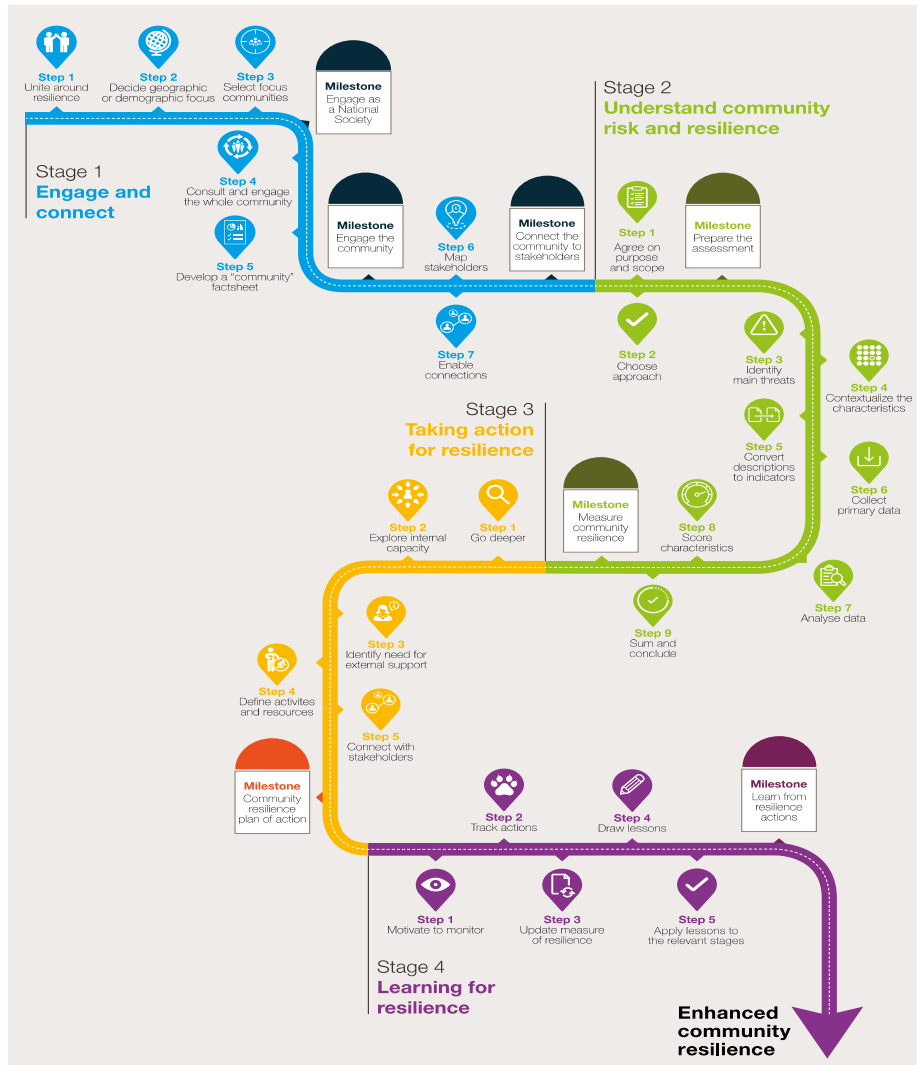 Step 1
Unite around
resilience
Step 2
Decide geographic
or demographic focus
Step 3
Select focus
communities
Milestone
Engage as
a National
Society
Stage 1
Engage and
connect
Step 4
Consult and engage
the whole community
Step 5
Develop a “community”
factsheet
Milestone
Engage the
community
Step 6
Map
stakeholders
Step 7
Enable
connections
Milestone
Connect the
community to
stakeholders
Stage 2
Understand community
risk and resilience
Step 1
Agree on
purpose
and scope
Step 2
Choose
approach
Milestone
Prepare the
assessment
Step 3
Identify
main threats
Step 4
Contextualize the
characteristics
Step 5
Convert
descriptions
to indicators
Step 6
Collect
primary data
Step 7
Analyse data
Step 8
Score
characteristics
Step 9
Sum and
conclude
Milestone
Measure
community
resilience
Stage 3
Taking action
for resilience
Step 1
Go deeper
Step 2
Explore internal
capacity
Step 3
Identify need for
external support
Step 4
Define activites
and resources
Step 5
Connect with
stakeholders
Milestone
Community
resilience
plan of action
Stage 4
Learning for
resilience
Step 1
Motivate to monitor
Step 2
Track actions
Step 3
Update measure
of resilience
Step 4
Draw lessons
Step 5
Apply lessons to
the relevant stages
Milestone
Learn from
resilience
actions
Enhanced
community
resilience